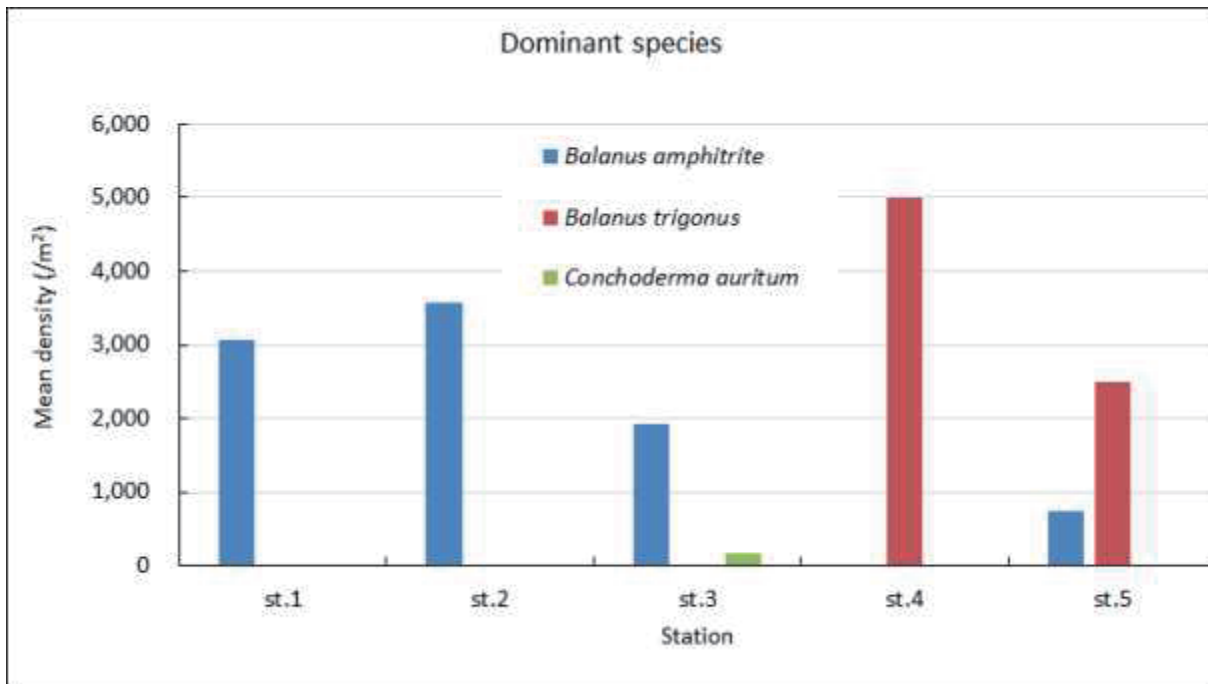 Dominant species
6,000
5,000
4,000
3,000
2,000
1,000
0
Mean density (/m²)
Balanus amphitrite
Balanus trigonus
Conchoderma auritum
st.1 st.2 st.3 st.4 st.5
Station